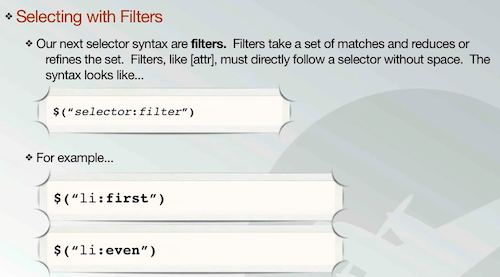 Selecting with Filters
Our next selector syntax are filters. Filters take a set of matches and reduces or
refines the set. Filters, like [attr], must directly follow a selector without space. The
syntax looks like...
$(“selector:filter”)
For example...
$(“li:first”)
$(“li:even”)